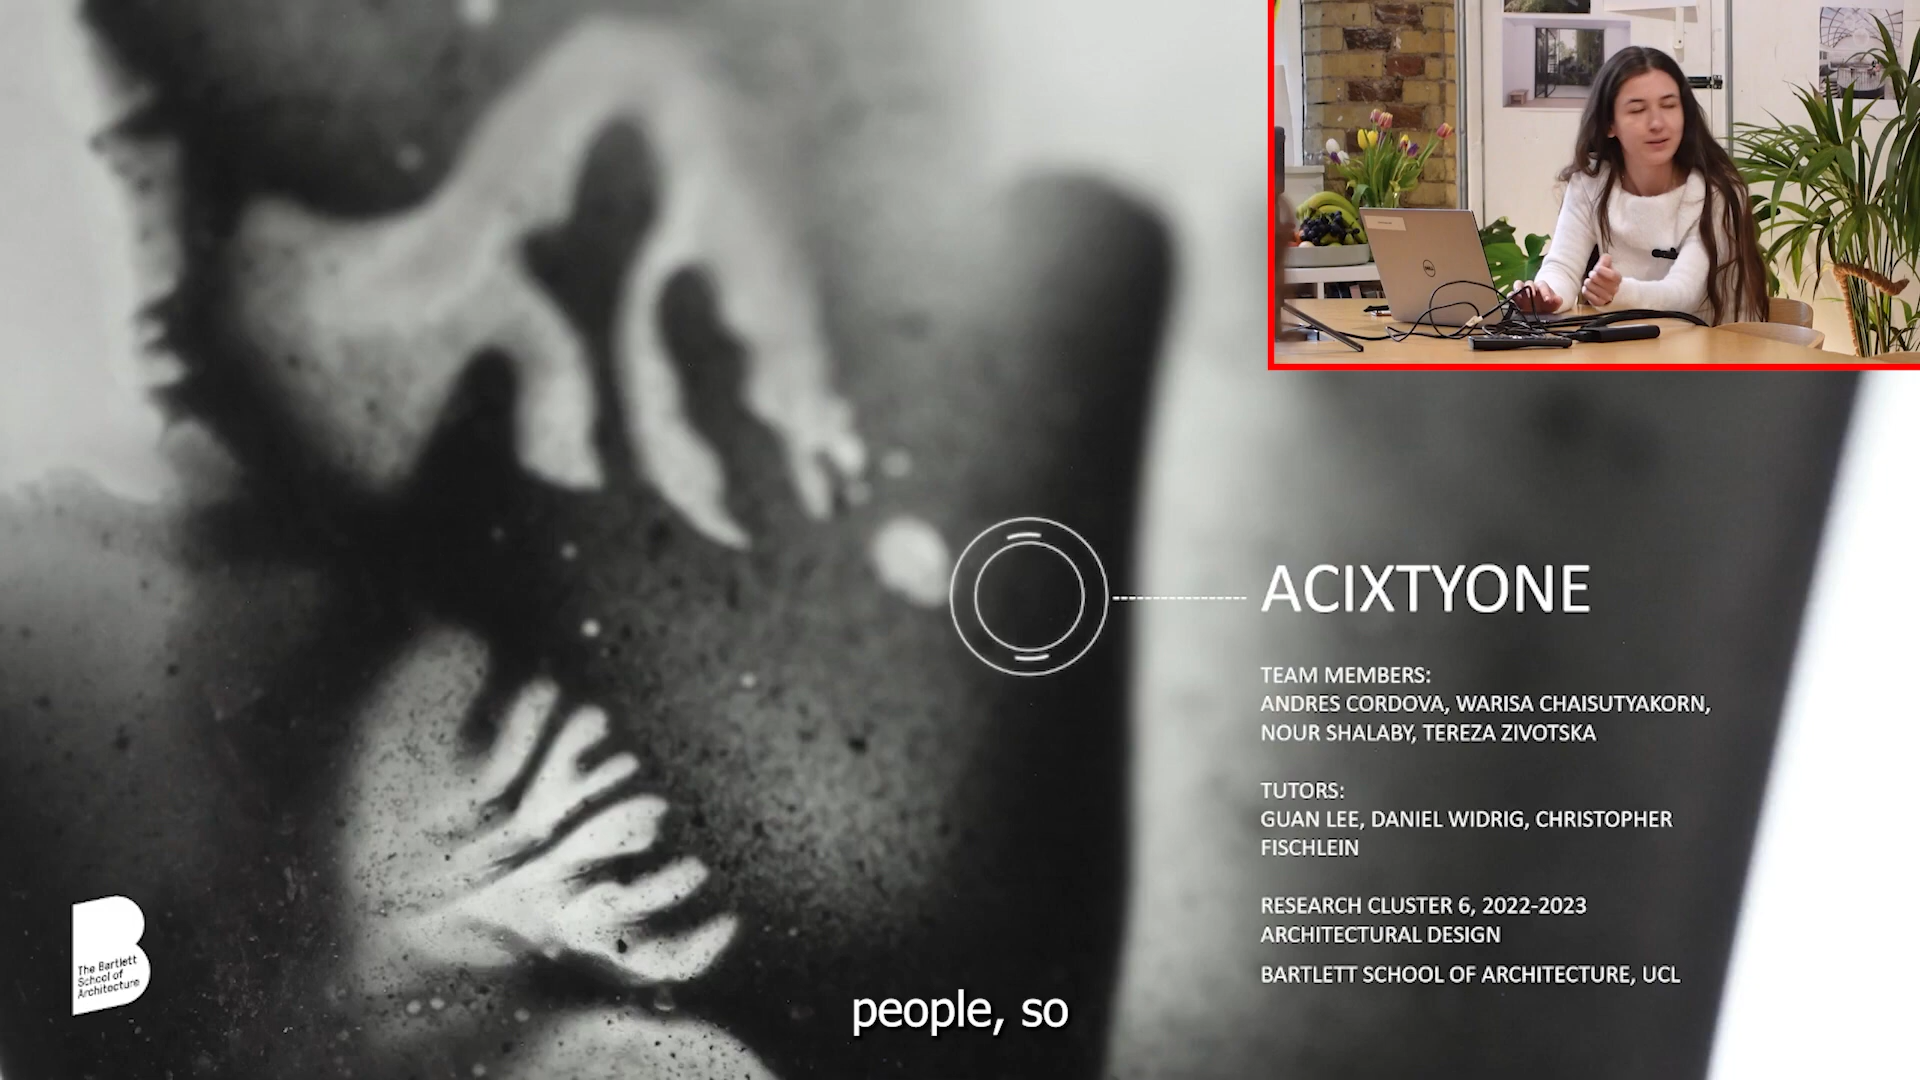 ACIXTYONE
TEAM MEMBERS:
ANDRES CORDOVA, WARISA CHAISUTYAKORN,
NOUR SHALABY, TEREZA ZIVOTSKA
TUTORS:
GUAN LEE, DANIEL WIDRIG, CHRISTOPHER
FISCHLEIN
RESEARCH CLUSTER 6, 2022-2023
ARCHITECTURAL DESIGN
BARTLETT SCHOOL OF ARCHITECTURE, UCL
The Bartlett
School of
Architecture
people, so